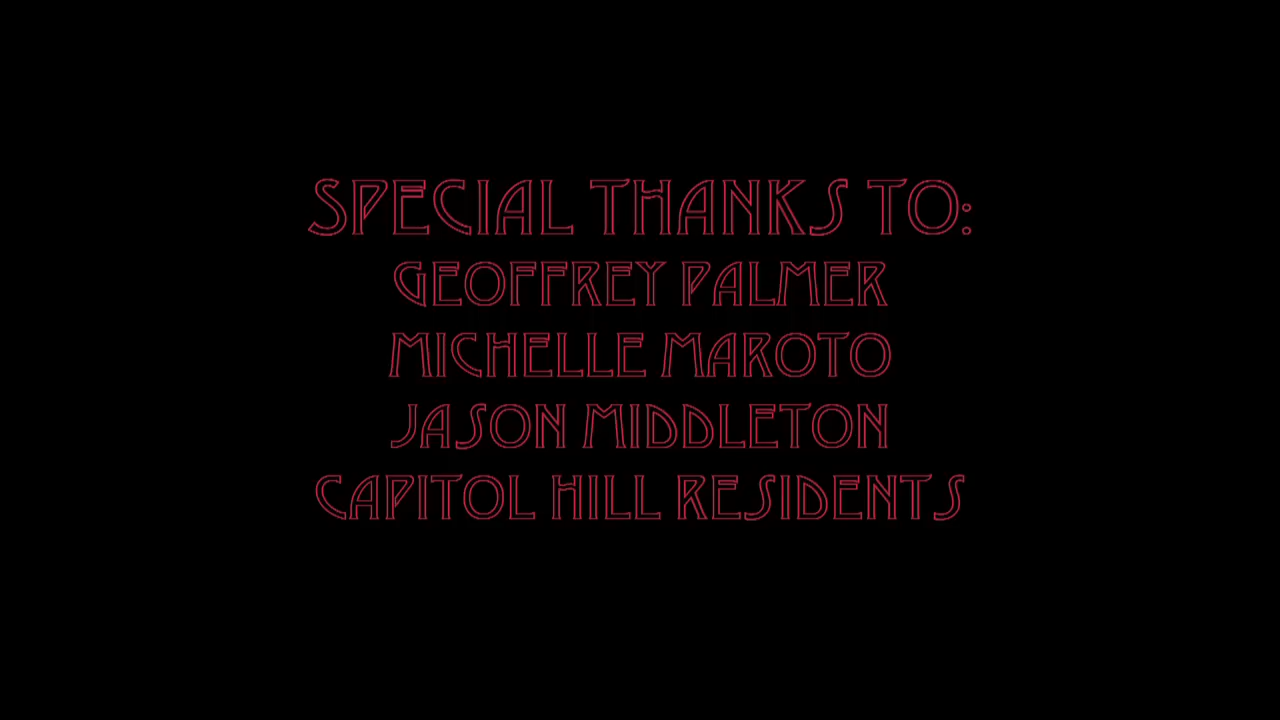 SPECIAL THANKS TO:
GEOFFREY PALMER
MICHELLE MAROTO
JASON MIDDLETON
CAPITOL HILL RESIDENTS